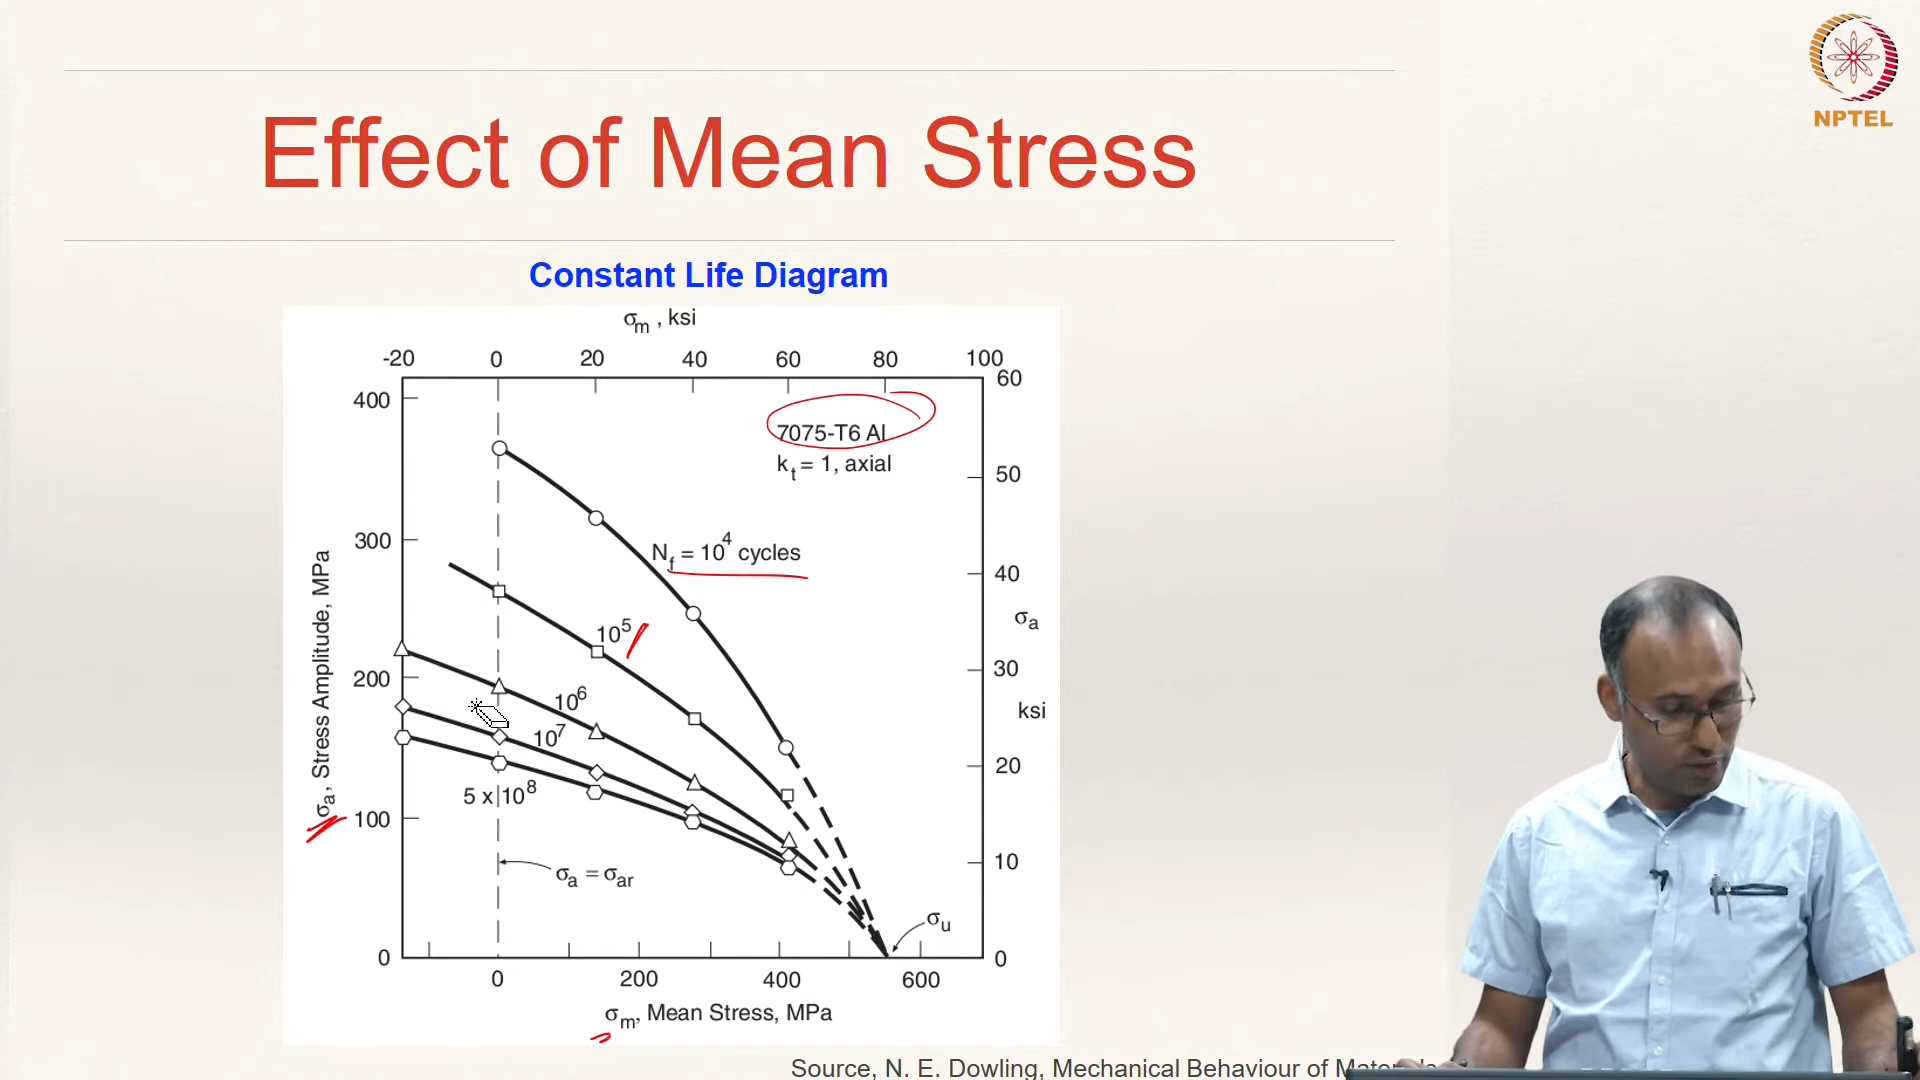 NPTEL
Effect of Mean Stress
Constant Life Diagram
σm , ksi
-20 0 20 40 60 80 100
60
400
7075-T6 Al
kt = 1, axial
50
300
Nf = 10^4 cycles
40
10^5
σa
200
30
10^6
ksi
10^7
20
5 x 10^8
σa, Stress Amplitude, MPa
100
10
σa = σar
σu
0
0
0 200 400 600
σm, Mean Stress, MPa
Source, N. E. Dowling, Mechanical Behaviour of